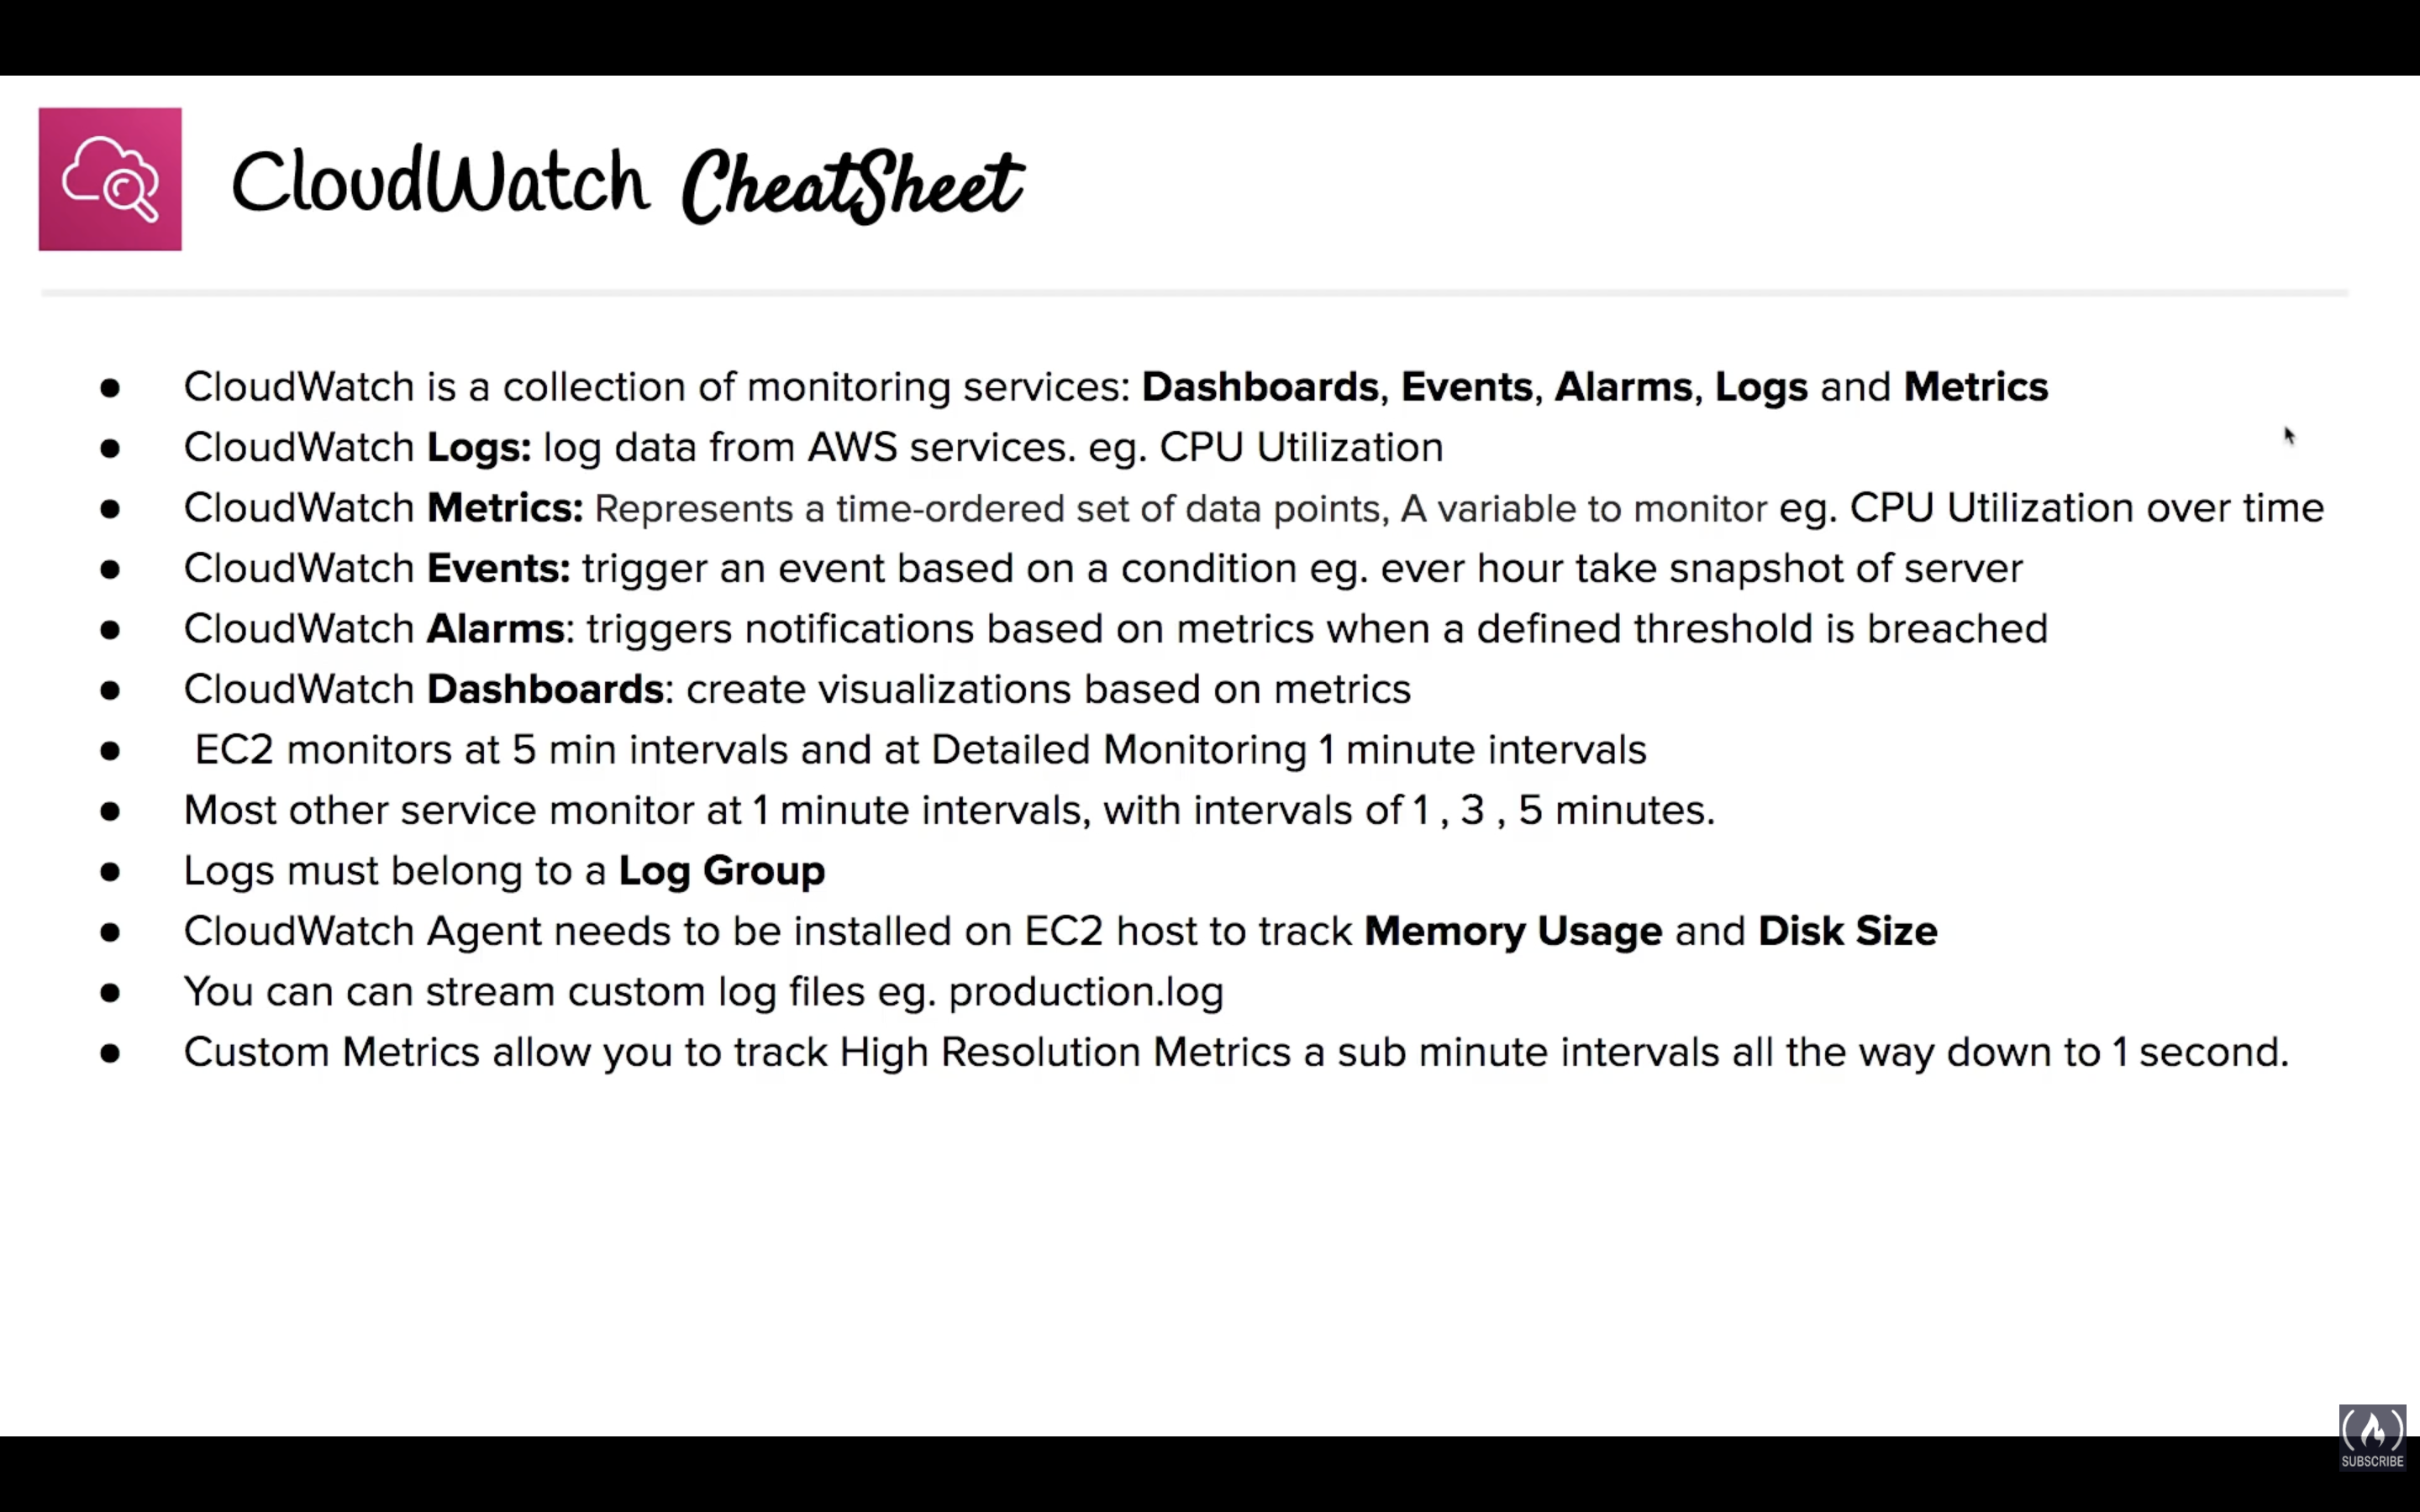 CloudWatch CheatSheet
● CloudWatch is a collection of monitoring services: Dashboards, Events, Alarms, Logs and Metrics
● CloudWatch Logs: log data from AWS services. eg. CPU Utilization
● CloudWatch Metrics: Represents a time-ordered set of data points, A variable to monitor eg. CPU Utilization over time
● CloudWatch Events: trigger an event based on a condition eg. ever hour take snapshot of server
● CloudWatch Alarms: triggers notifications based on metrics when a defined threshold is breached
● CloudWatch Dashboards: create visualizations based on metrics
● EC2 monitors at 5 min intervals and at Detailed Monitoring 1 minute intervals
● Most other service monitor at 1 minute intervals, with intervals of 1 , 3 , 5 minutes.
● Logs must belong to a Log Group
● CloudWatch Agent needs to be installed on EC2 host to track Memory Usage and Disk Size
● You can can stream custom log files eg. production.log
● Custom Metrics allow you to track High Resolution Metrics a sub minute intervals all the way down to 1 second.
SUBSCRIBE